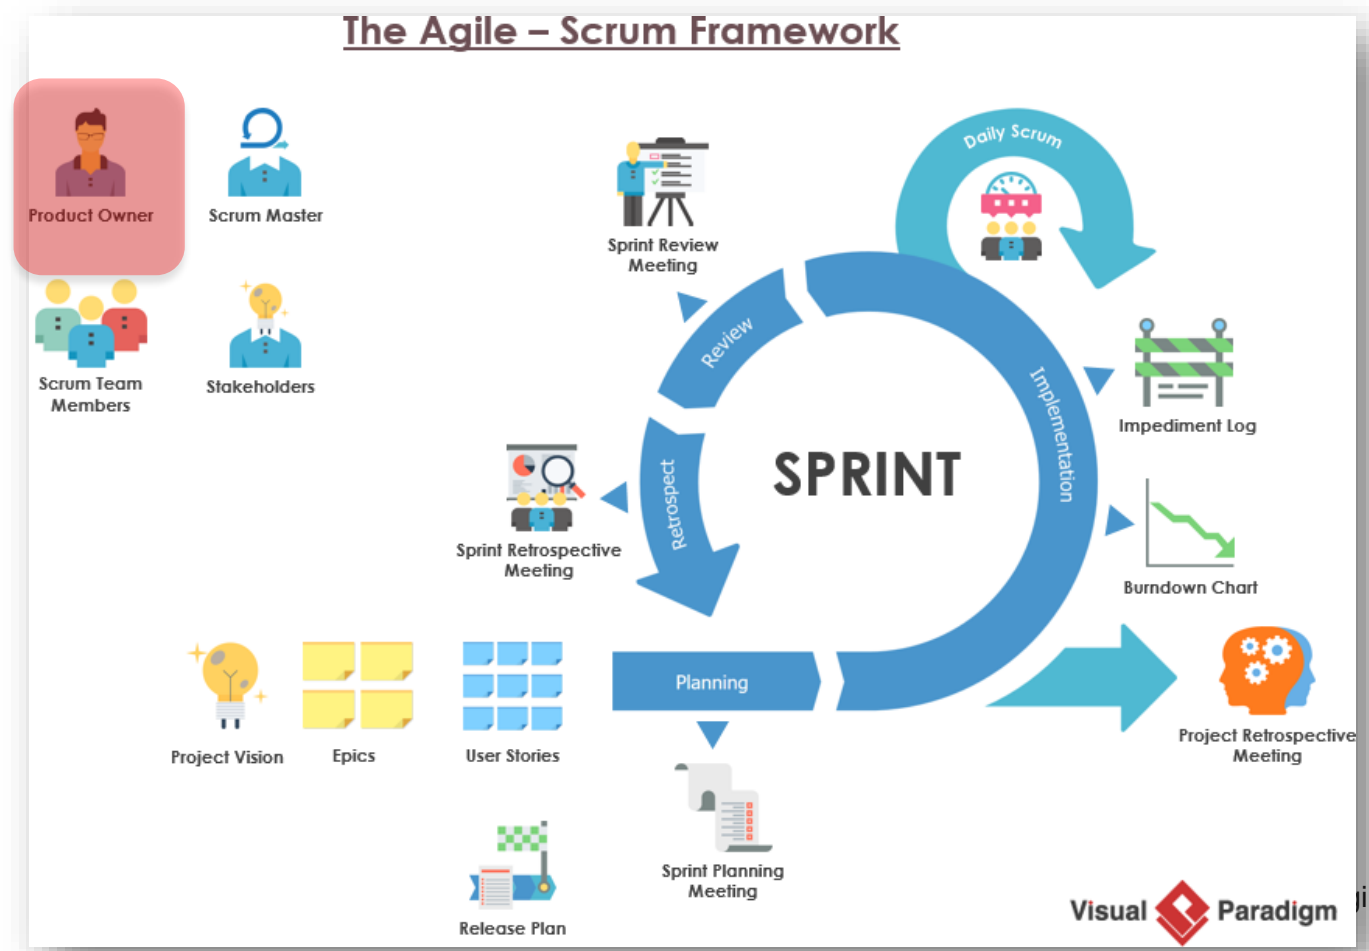 The Agile – Scrum Framework
Product Owner
Scrum Master
Scrum Team
Members
Stakeholders
Sprint Review
Meeting
Daily Scrum
Review
Implementation
Impediment Log
SPRINT
Retrospect
Sprint Retrospective
Meeting
Burndown Chart
Project Vision
Epics
User Stories
Planning
Project Retrospective
Meeting
Sprint Planning
Meeting
Release Plan
Visual Paradigm